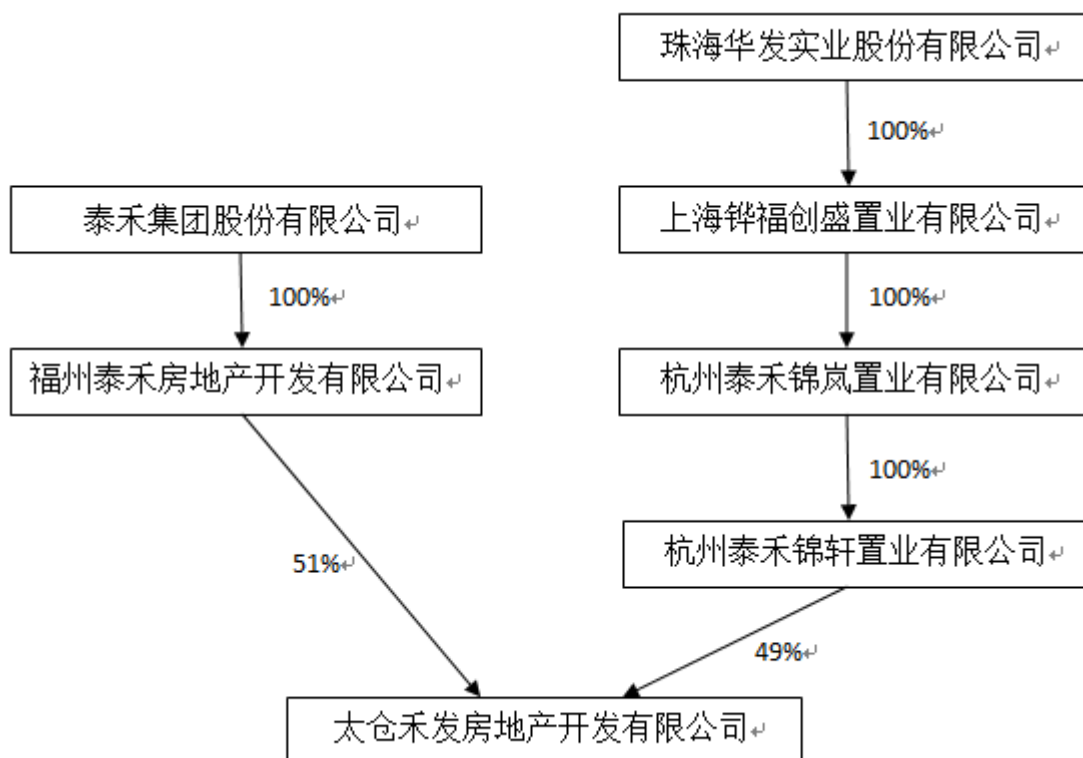 珠海华发实业股份有限公司
100%
泰禾集团股份有限公司
上海铧福创盛置业有限公司
100%
100%
福州泰禾房地产开发有限公司
杭州泰禾锦岚置业有限公司
100%
51%
杭州泰禾锦轩置业有限公司
49%
太仓禾发房地产开发有限公司